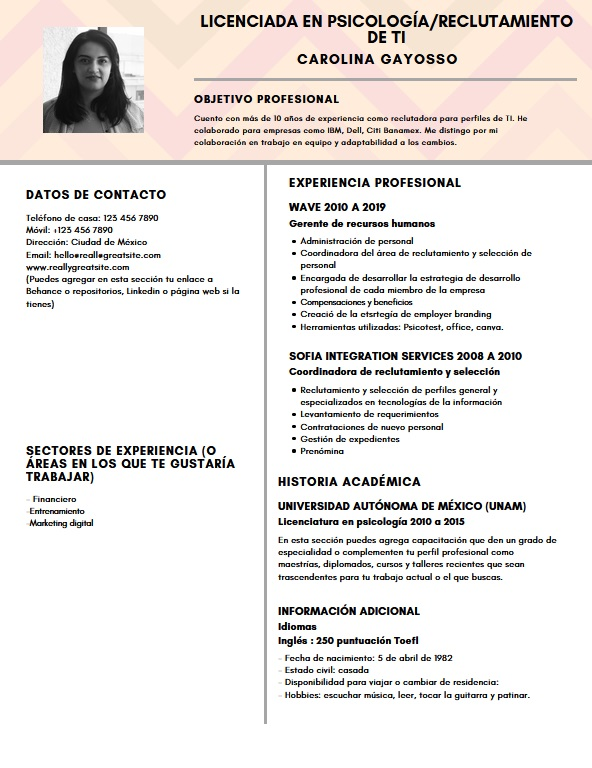 LICENCIADA EN PSICOLOGÍA/RECLUTAMIENTO
DE TI
CAROLINA GAYOSSO
OBJETIVO PROFESIONAL
Cuento con más de 10 años de experiencia como reclutadora para perfiles de TI. He
colaborado para empresas como IBM, Dell, Citi Banamex. Me distingo por mi
colaboración en trabajo en equipo y adaptabilidad a los cambios.
DATOS DE CONTACTO
Teléfono de casa: 123 456 7890
Móvil: +123 456 7890
Dirección: Ciudad de México
Email: hello@reallgreatsite.com
www.reallygreatsite.com
(Puedes agregar en esta sección tu enlace a
Behance o repositorios, Linkedin o página web si la
tienes)
SECTORES DE EXPERIENCIA (O
ÁREAS EN LOS QUE TE GUSTARÍA
TRABAJAR)
- Financiero
-Entrenamiento
-Marketing digital
EXPERIENCIA PROFESIONAL
WAVE 2010 A 2019
Gerente de recursos humanos
• Administración de personal
• Coordinadora del área de reclutamiento y selección de
personal
• Encargada de desarrollar la estrategia de desarrollo
profesional de cada miembro de la empresa
• Compensaciones y beneficios
• Creació de la etsrtegia de employer branding
• Herramientas utilizadas: Psicotest, office, canva.
SOFIA INTEGRATION SERVICES 2008 A 2010
Coordinadora de reclutamiento y selección
• Reclutamiento y selección de perfiles general y
especializados en tecnologías de la información
• Levantamiento de requerimientos
• Contrataciones de nuevo personal
• Gestión de expedientes
• Prenómina
HISTORIA ACADÉMICA
UNIVERSIDAD AUTÓNOMA DE MÉXICO (UNAM)
Licenciatura en psicología 2010 a 2015
En esta sección puedes agrega capacitación que den un grado de
especialidad o complementen tu perfil profesional como
maestrías, diplomados, cursos y talleres recientes que sean
trascendentes para tu trabajo actual o el que buscas.
INFORMACIÓN ADICIONAL
Idiomas
Inglés : 250 puntuación Toefl
- Fecha de nacimiento: 5 de abril de 1982
- Estado civil: casada
- Disponibilidad para viajar o cambiar de residencia:
- Hobbies: escuchar música, leer, tocar la guitarra y patinar.